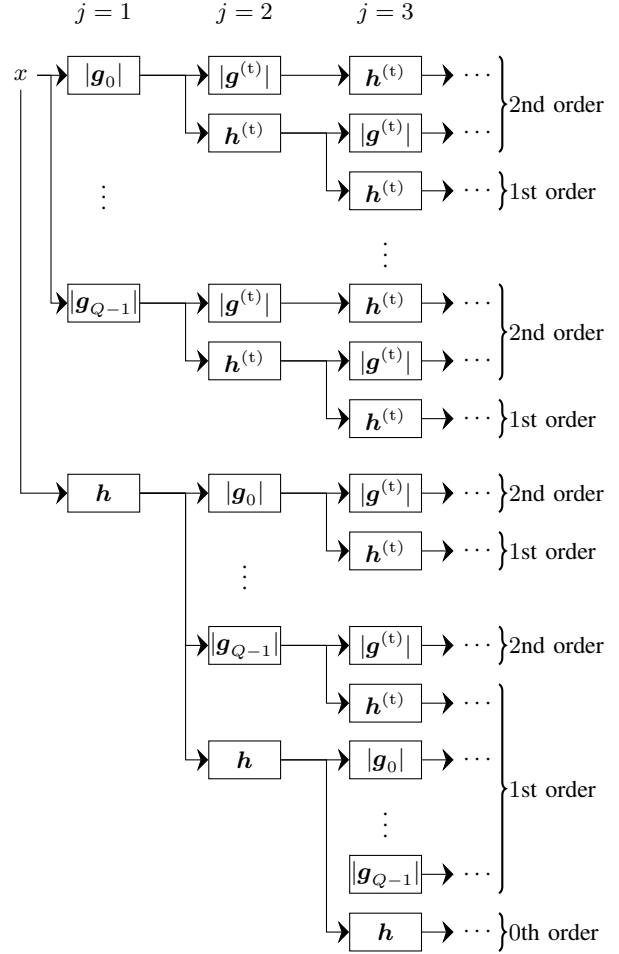 j = 1 j = 2 j = 3
x |g_0| |g^(t)| h^(t) ···
2nd order
h^(t) |g^(t)| ···
h^(t) ··· 1st order
⋮
⋮
|g_{Q−1}| |g^(t)| h^(t) ···
2nd order
h^(t) |g^(t)| ···
h^(t) ··· 1st order
h |g_0| |g^(t)| ··· 2nd order
h^(t) ··· 1st order
⋮
|g_{Q−1}| |g^(t)| ··· 2nd order
h^(t) ···
h |g_0| ···
1st order
⋮
|g_{Q−1}| ···
h ··· 0th order